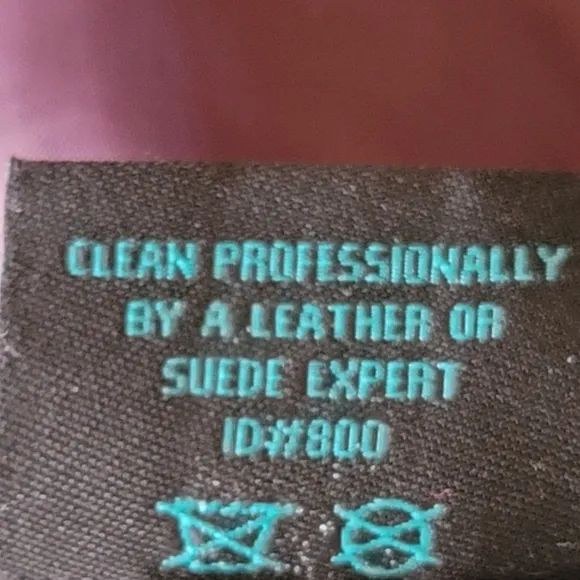 CLEAN PROFESSIONALLY
BY A LEATHER OR
SUEDE EXPERT
ID#800